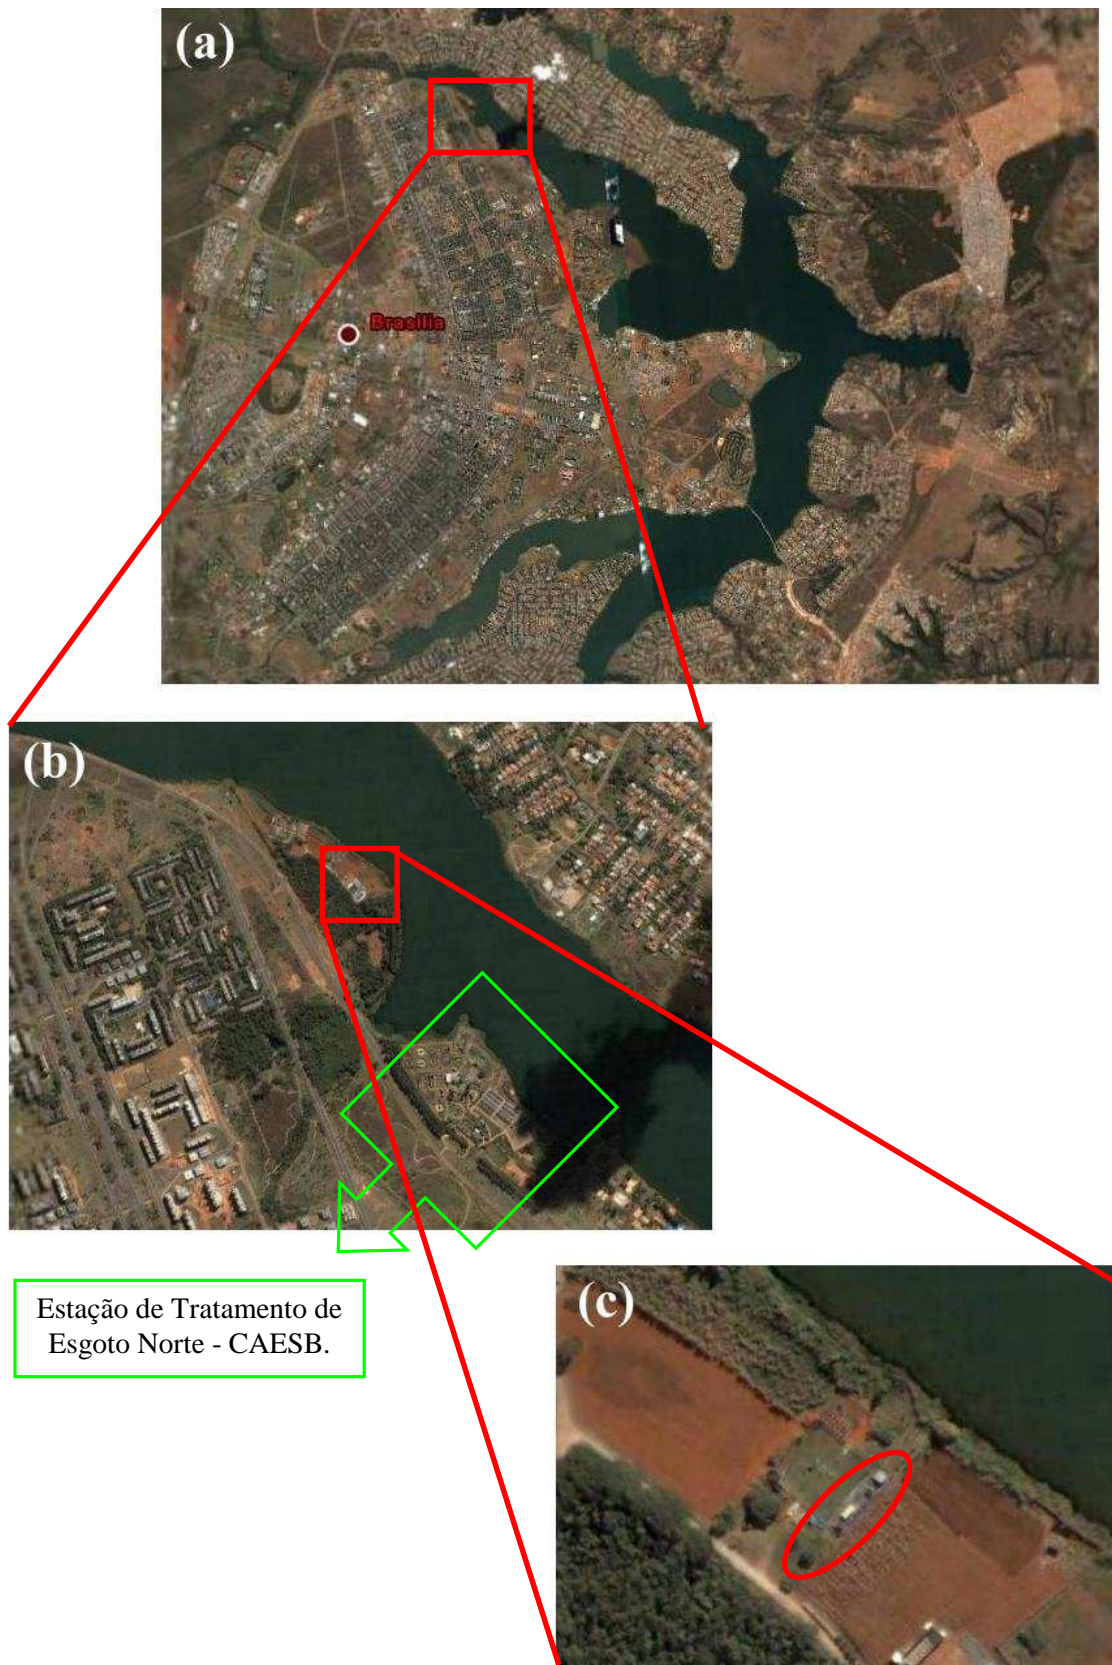 (a)
Brasilia
(b)
Estação de Tratamento de
Esgoto Norte - CAESB.
(c)